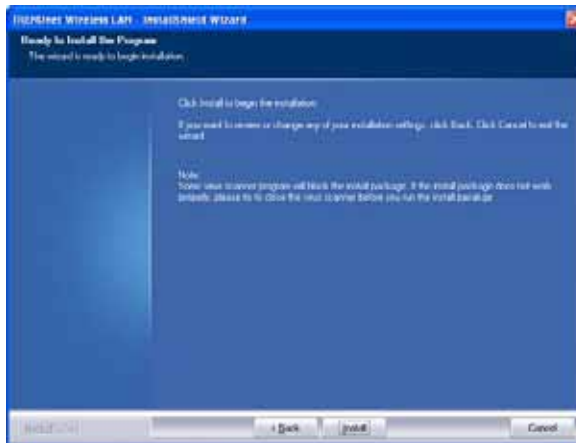 TRENDnet Wireless LAN - InstallShield Wizard
Ready to Install the Program
The wizard is ready to begin installation.
Click Install to begin the installation.
If you want to review or change any of your installation settings, click Back. Click Cancel to exit the
wizard.
Note:
Some virus scanner program will block the install package. If the install package does not work
properly, please try to close the virus scanner before you run the install package
InstallShield
< Back
Install
Cancel